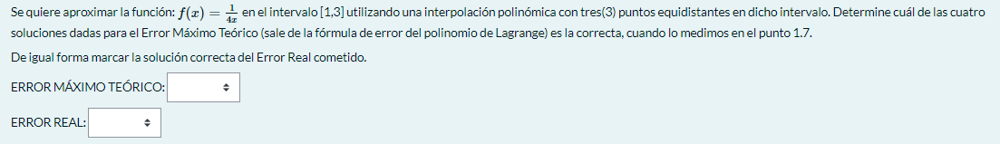 Se quiere aproximar la función: f(x) = 1/4x en el intervalo [1,3] utilizando una interpolación polinómica con tres(3) puntos equidistantes en dicho intervalo. Determine cuál de las cuatro
soluciones dadas para el Error Máximo Teórico (sale de la fórmula de error del polinomio de Lagrange) es la correcta, cuando lo medimos en el punto 1.7.
De igual forma marcar la solución correcta del Error Real cometido.
ERROR MÁXIMO TEÓRICO:
ERROR REAL: